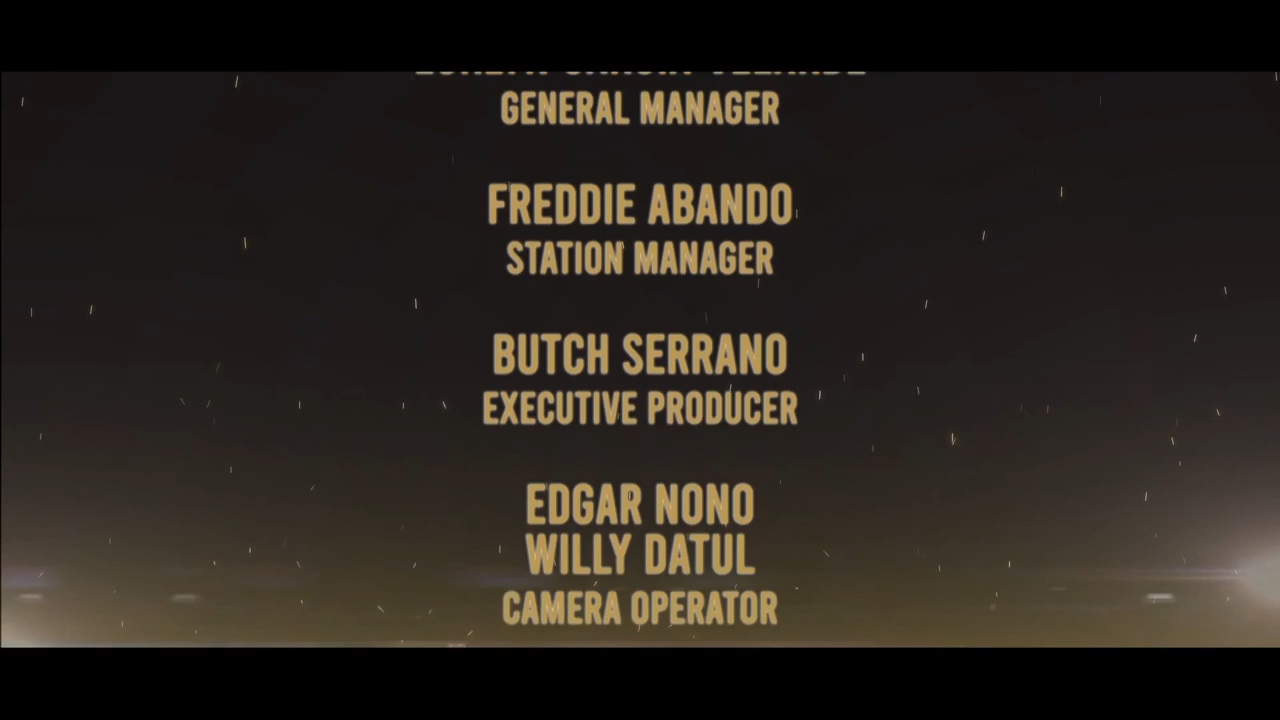 GENERAL MANAGER
FREDDIE ABANDO
STATION MANAGER
BUTCH SERRANO
EXECUTIVE PRODUCER
EDGAR NONO
WILLY DATUL
CAMERA OPERATOR